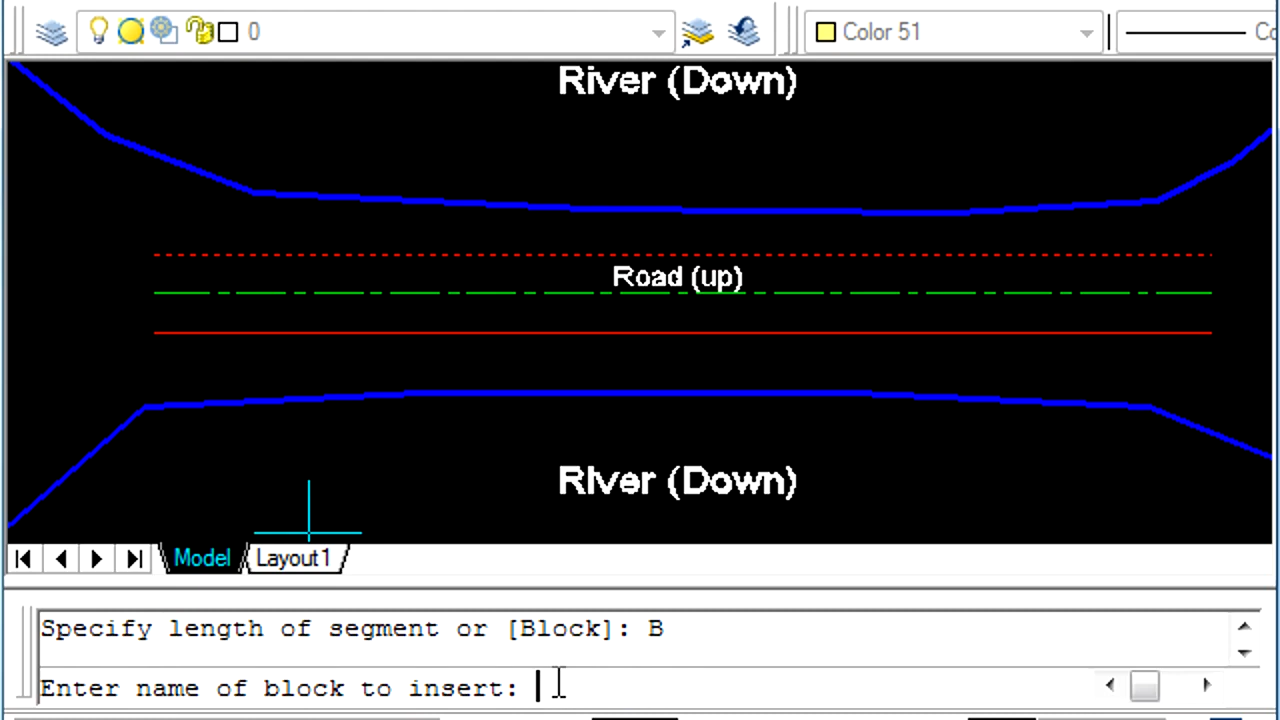 0
Color 51
Co
River (Down)
Road (up)
River (Down)
Model
Layout1
Specify length of segment or [Block]: B
Enter name of block to insert: